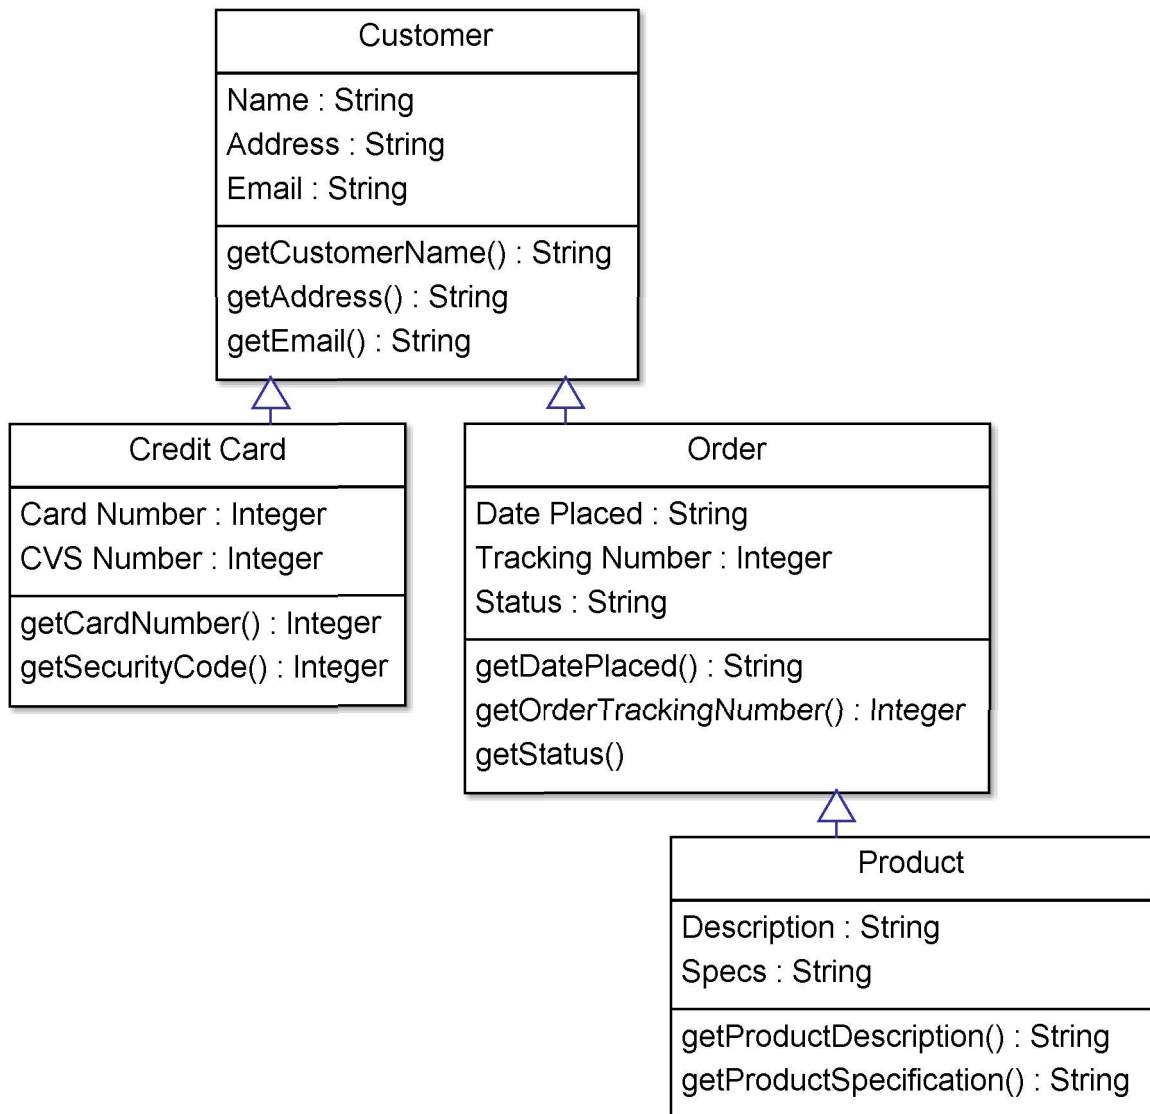 Customer
Name : String
Address : String
Email : String
getCustomerName() : String
getAddress() : String
getEmail() : String
Credit Card
Card Number : Integer
CVS Number : Integer
getCardNumber() : Integer
getSecurityCode() : Integer
Order
Date Placed : String
Tracking Number : Integer
Status : String
getDatePlaced() : String
getOrderTrackingNumber() : Integer
getStatus()
Product
Description : String
Specs : String
getProductDescription() : String
getProductSpecification() : String